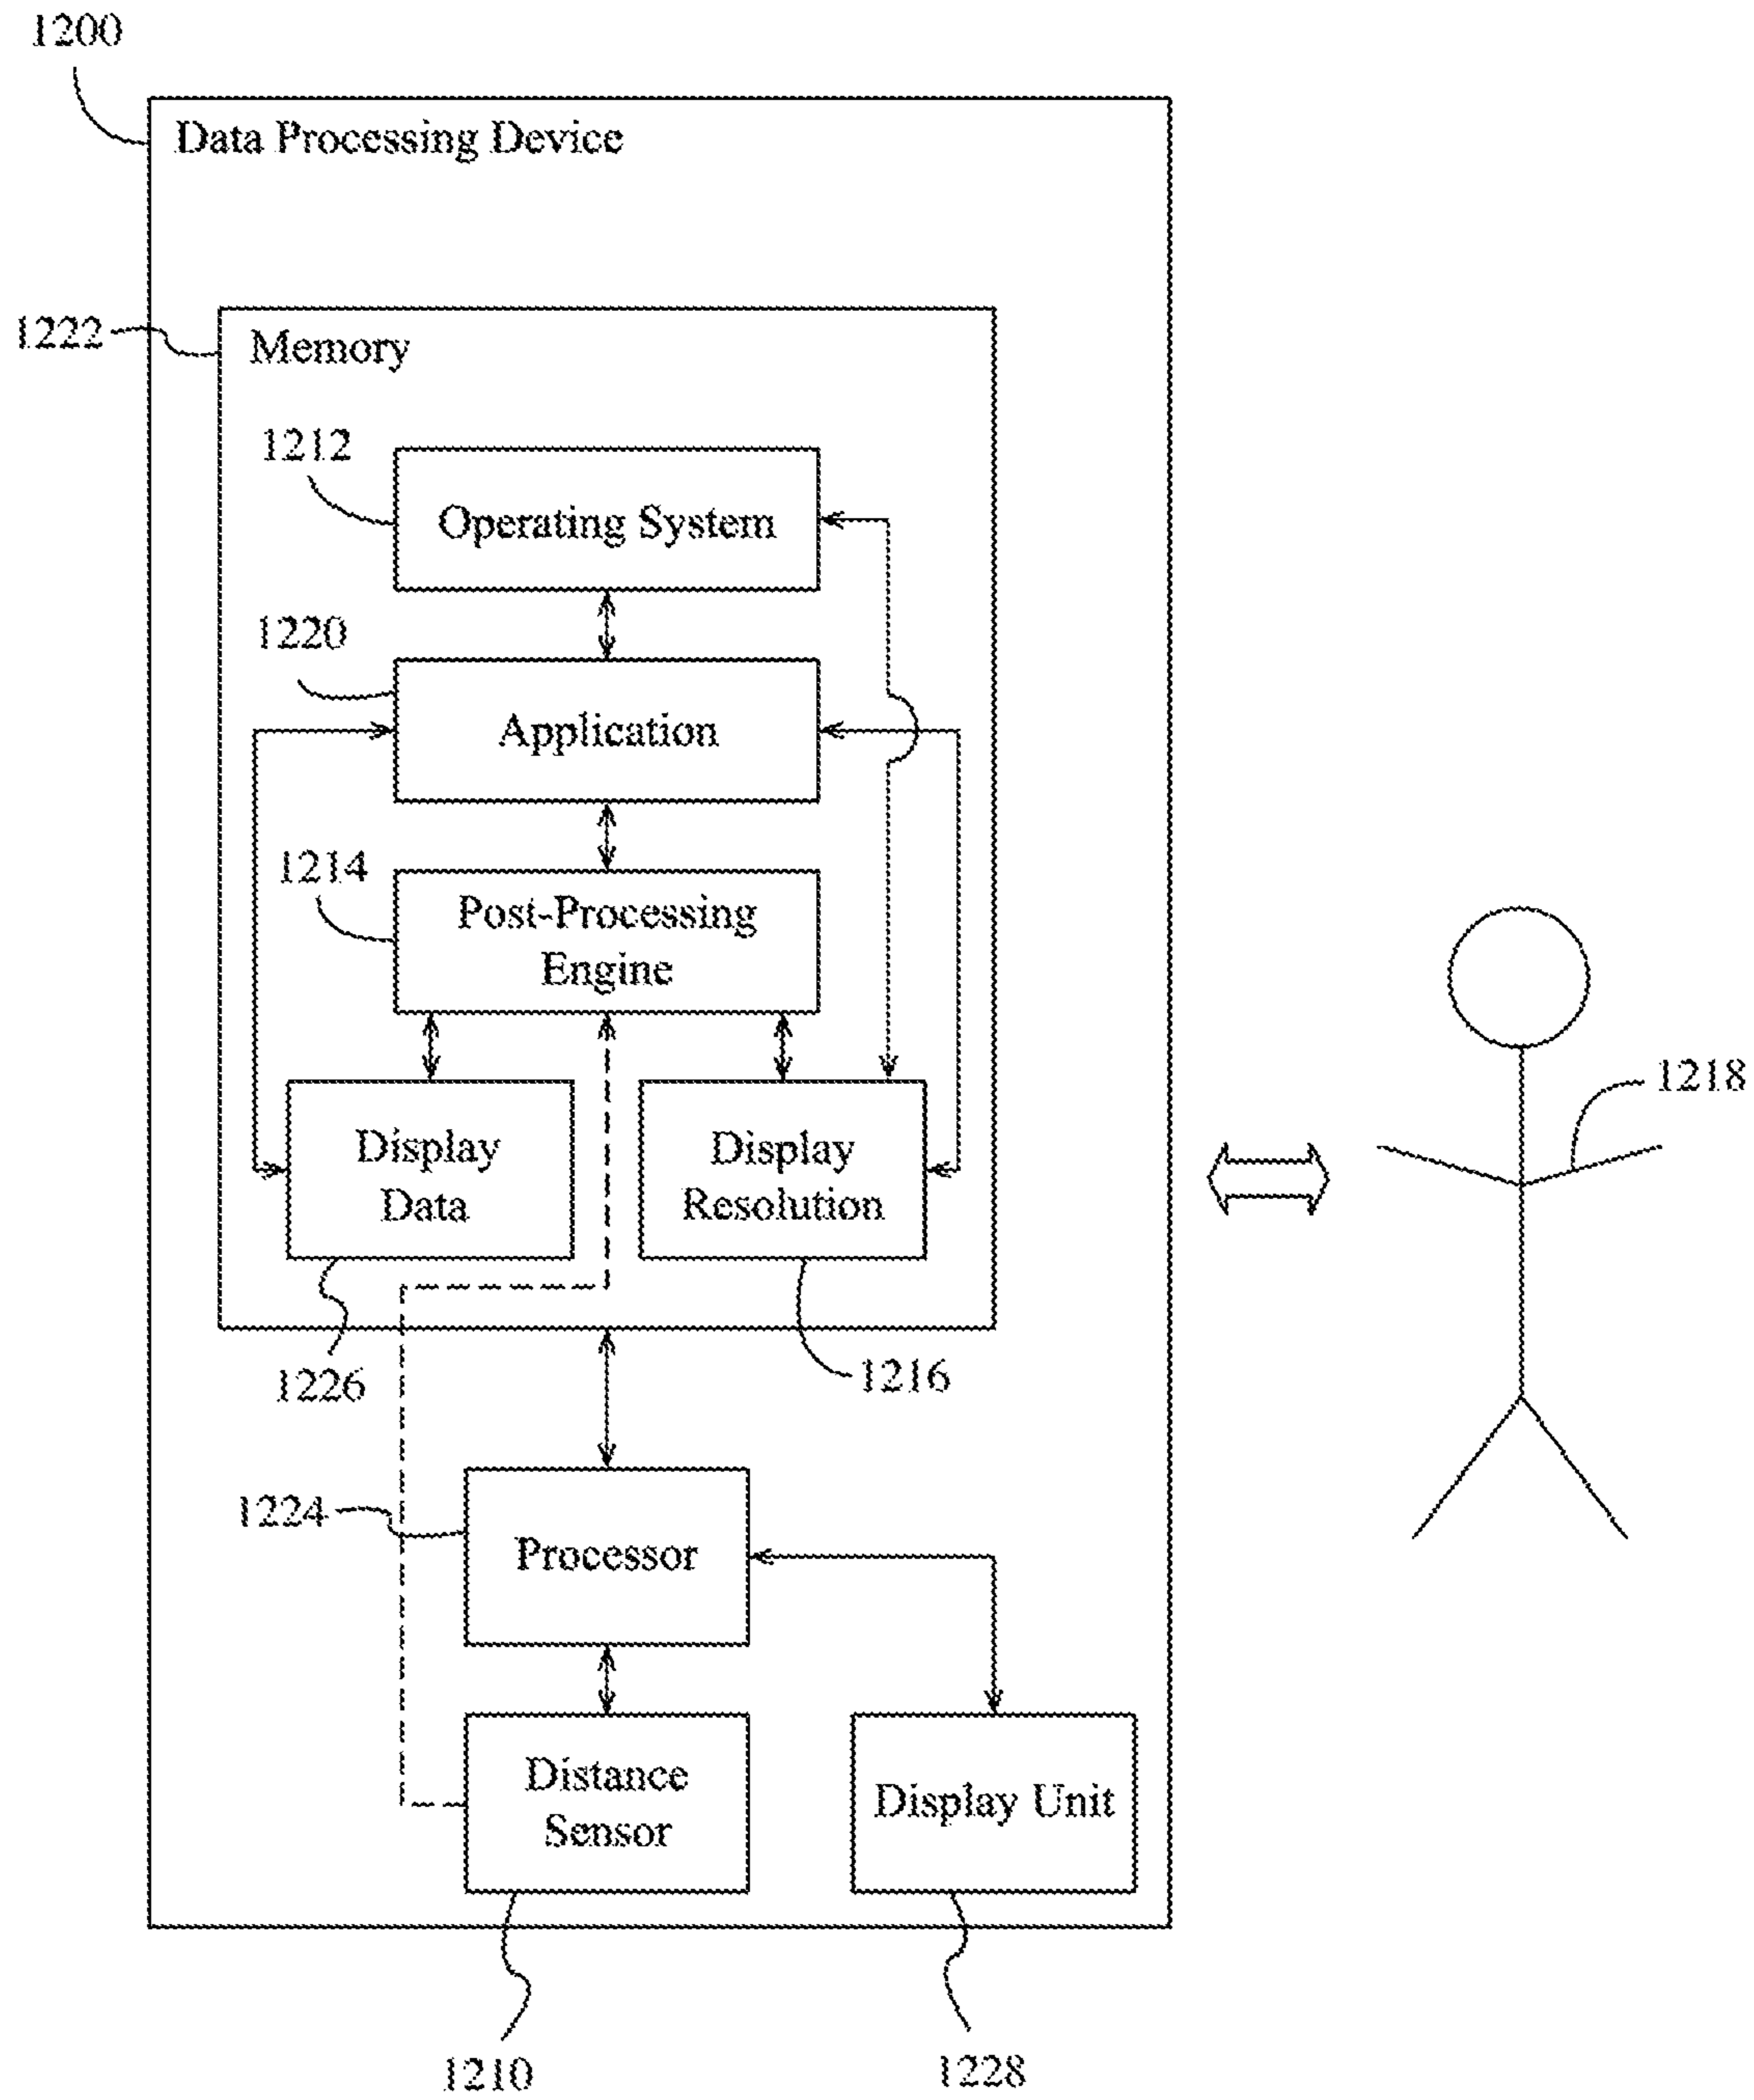 1200
Data Processing Device
1222
Memory
1212
Operating System
1220
Application
1214
Post-Processing
Engine
1218
Display
Data
Display
Resolution
1226
1216
1224
Processor
Distance
Sensor
Display Unit
1210
1228